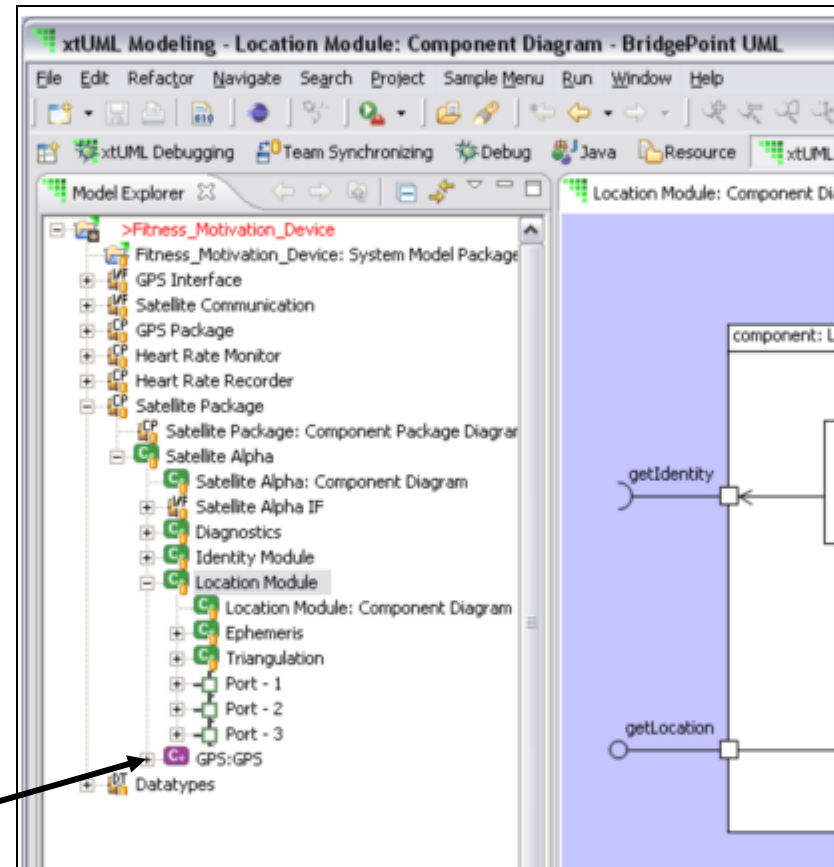 xtUML Modeling - Location Module: Component Diagram - BridgePoint UML
File Edit Refactor Navigate Search Project Sample Menu Run Window Help
xtUML Debugging Team Synchronizing Debug Java Resource xtUML
Model Explorer
Location Module: Component Di
>Fitness_Motivation_Device
Fitness_Motivation_Device: System Model Package
GPS Interface
Satellite Communication
GPS Package
Heart Rate Monitor
Heart Rate Recorder
Satellite Package
Satellite Package: Component Package Diagrar
Satellite Alpha
Satellite Alpha: Component Diagram
Satellite Alpha IF
Diagnostics
Identity Module
Location Module
Location Module: Component Diagram
Ephemeris
Triangulation
Port - 1
Port - 2
Port - 3
GPS:GPS
Datatypes
component: L
getIdentity
getLocation